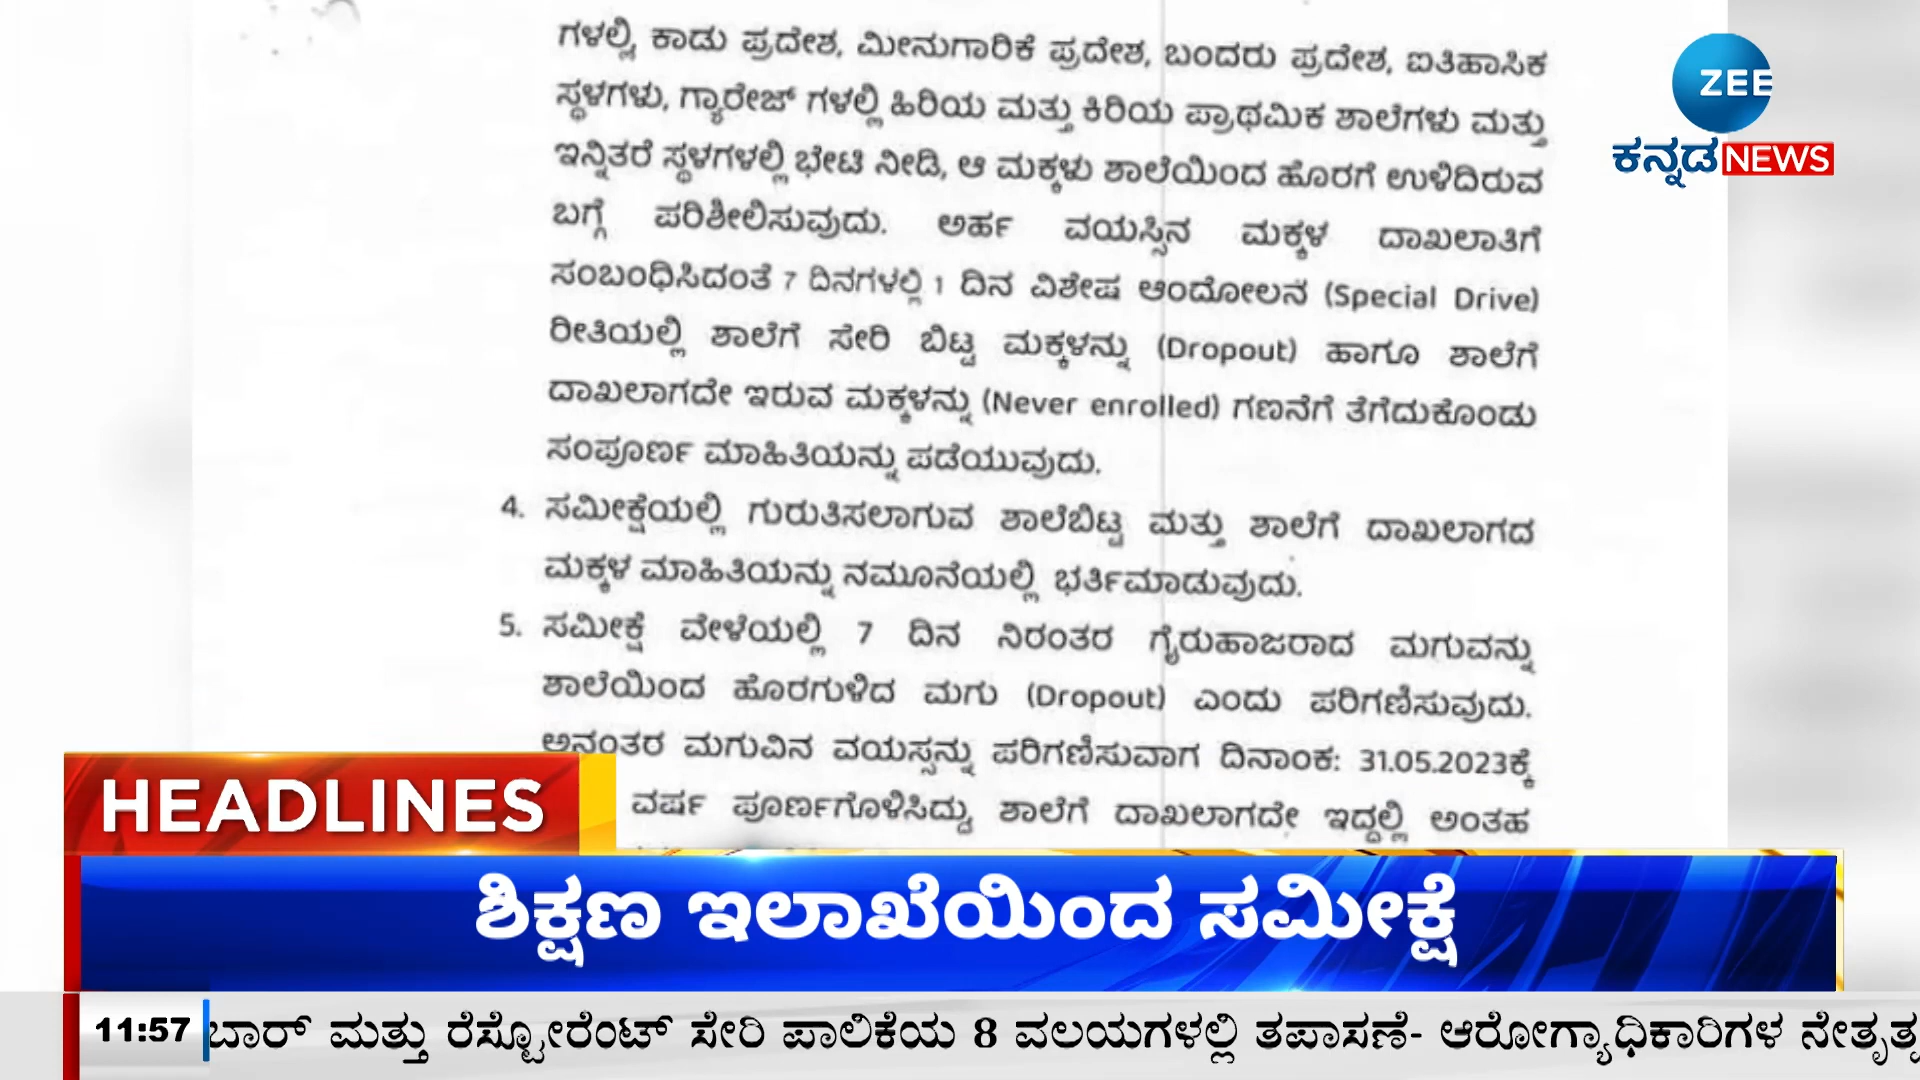 ಗಳಲ್ಲಿ, ಕಾಡು ಪ್ರದೇಶ, ಮೀನುಗಾರಿಕೆ ಪ್ರದೇಶ, ಬಂದರು ಪ್ರದೇಶ, ಐತಿಹಾಸಿಕ
ಸ್ಥಳಗಳು, ಗ್ಯಾರೇಜ್ ಗಳಲ್ಲಿ ಹಿರಿಯ ಮತ್ತು ಕಿರಿಯ ಪ್ರಾಥಮಿಕ ಶಾಲೆಗಳು ಮತ್ತು
ಇನ್ನಿತರೆ ಸ್ಥಳಗಳಲ್ಲಿ ಭೇಟಿ ನೀಡಿ, ಆ ಮಕ್ಕಳು ಶಾಲೆಯಿಂದ ಹೊರಗೆ ಉಳಿದಿರುವ
ಬಗ್ಗೆ ಪರಿಶೀಲಿಸುವುದು. ಅರ್ಹ ವಯಸ್ಸಿನ ಮಕ್ಕಳ ದಾಖಲಾತಿಗೆ
ಸಂಬಂಧಿಸಿದಂತೆ 7 ದಿನಗಳಲ್ಲಿ 1 ದಿನ ವಿಶೇಷ ಆಂದೋಲನ (Special Drive)
ರೀತಿಯಲ್ಲಿ ಶಾಲೆಗೆ ಸೇರಿ ಬಿಟ್ಟ ಮಕ್ಕಳನ್ನು (Dropout) ಹಾಗೂ ಶಾಲೆಗೆ
ದಾಖಲಾಗದೇ ಇರುವ ಮಕ್ಕಳನ್ನು (Never enrolled) ಗಣನೆಗೆ ತೆಗೆದುಕೊಂಡು
ಸಂಪೂರ್ಣ ಮಾಹಿತಿಯನ್ನು ಪಡೆಯುವುದು.
4. ಸಮೀಕ್ಷೆಯಲ್ಲಿ ಗುರುತಿಸಲಾಗುವ ಶಾಲೆಬಿಟ್ಟ ಮತ್ತು ಶಾಲೆಗೆ ದಾಖಲಾಗದ
ಮಕ್ಕಳ ಮಾಹಿತಿಯನ್ನು ನಮೂನೆಯಲ್ಲಿ ಭರ್ತಿಮಾಡುವುದು.
5. ಸಮೀಕ್ಷೆ ವೇಳೆಯಲ್ಲಿ 7 ದಿನ ನಿರಂತರ ಗೈರುಹಾಜರಾದ ಮಗುವನ್ನು
ಶಾಲೆಯಿಂದ ಹೊರಗುಳಿದ ಮಗು (Dropout) ಎಂದು ಪರಿಗಣಿಸುವುದು.
ಅನಂತರ ಮಗುವಿನ ವಯಸ್ಸನ್ನು ಪರಿಗಣಿಸುವಾಗ ದಿನಾಂಕ: 31.05.2023ಕ್ಕೆ
ವರ್ಷ ಪೂರ್ಣಗೊಳಿಸಿದ್ದು, ಶಾಲೆಗೆ ದಾಖಲಾಗದೇ ಇದ್ದಲ್ಲಿ ಅಂತಹ
ZEE
ಕನ್ನಡ NEWS
HEADLINES
ಶಿಕ್ಷಣ ಇಲಾಖೆಯಿಂದ ಸಮೀಕ್ಷೆ
11:57 ಬಾರ್ ಮತ್ತು ರೆಸ್ಟೋರೆಂಟ್ ಸೇರಿ ಪಾಲಿಕೆಯ 8 ವಲಯಗಳಲ್ಲಿ ತಪಾಸಣೆ- ಆರೋಗ್ಯಾಧಿಕಾರಿಗಳ